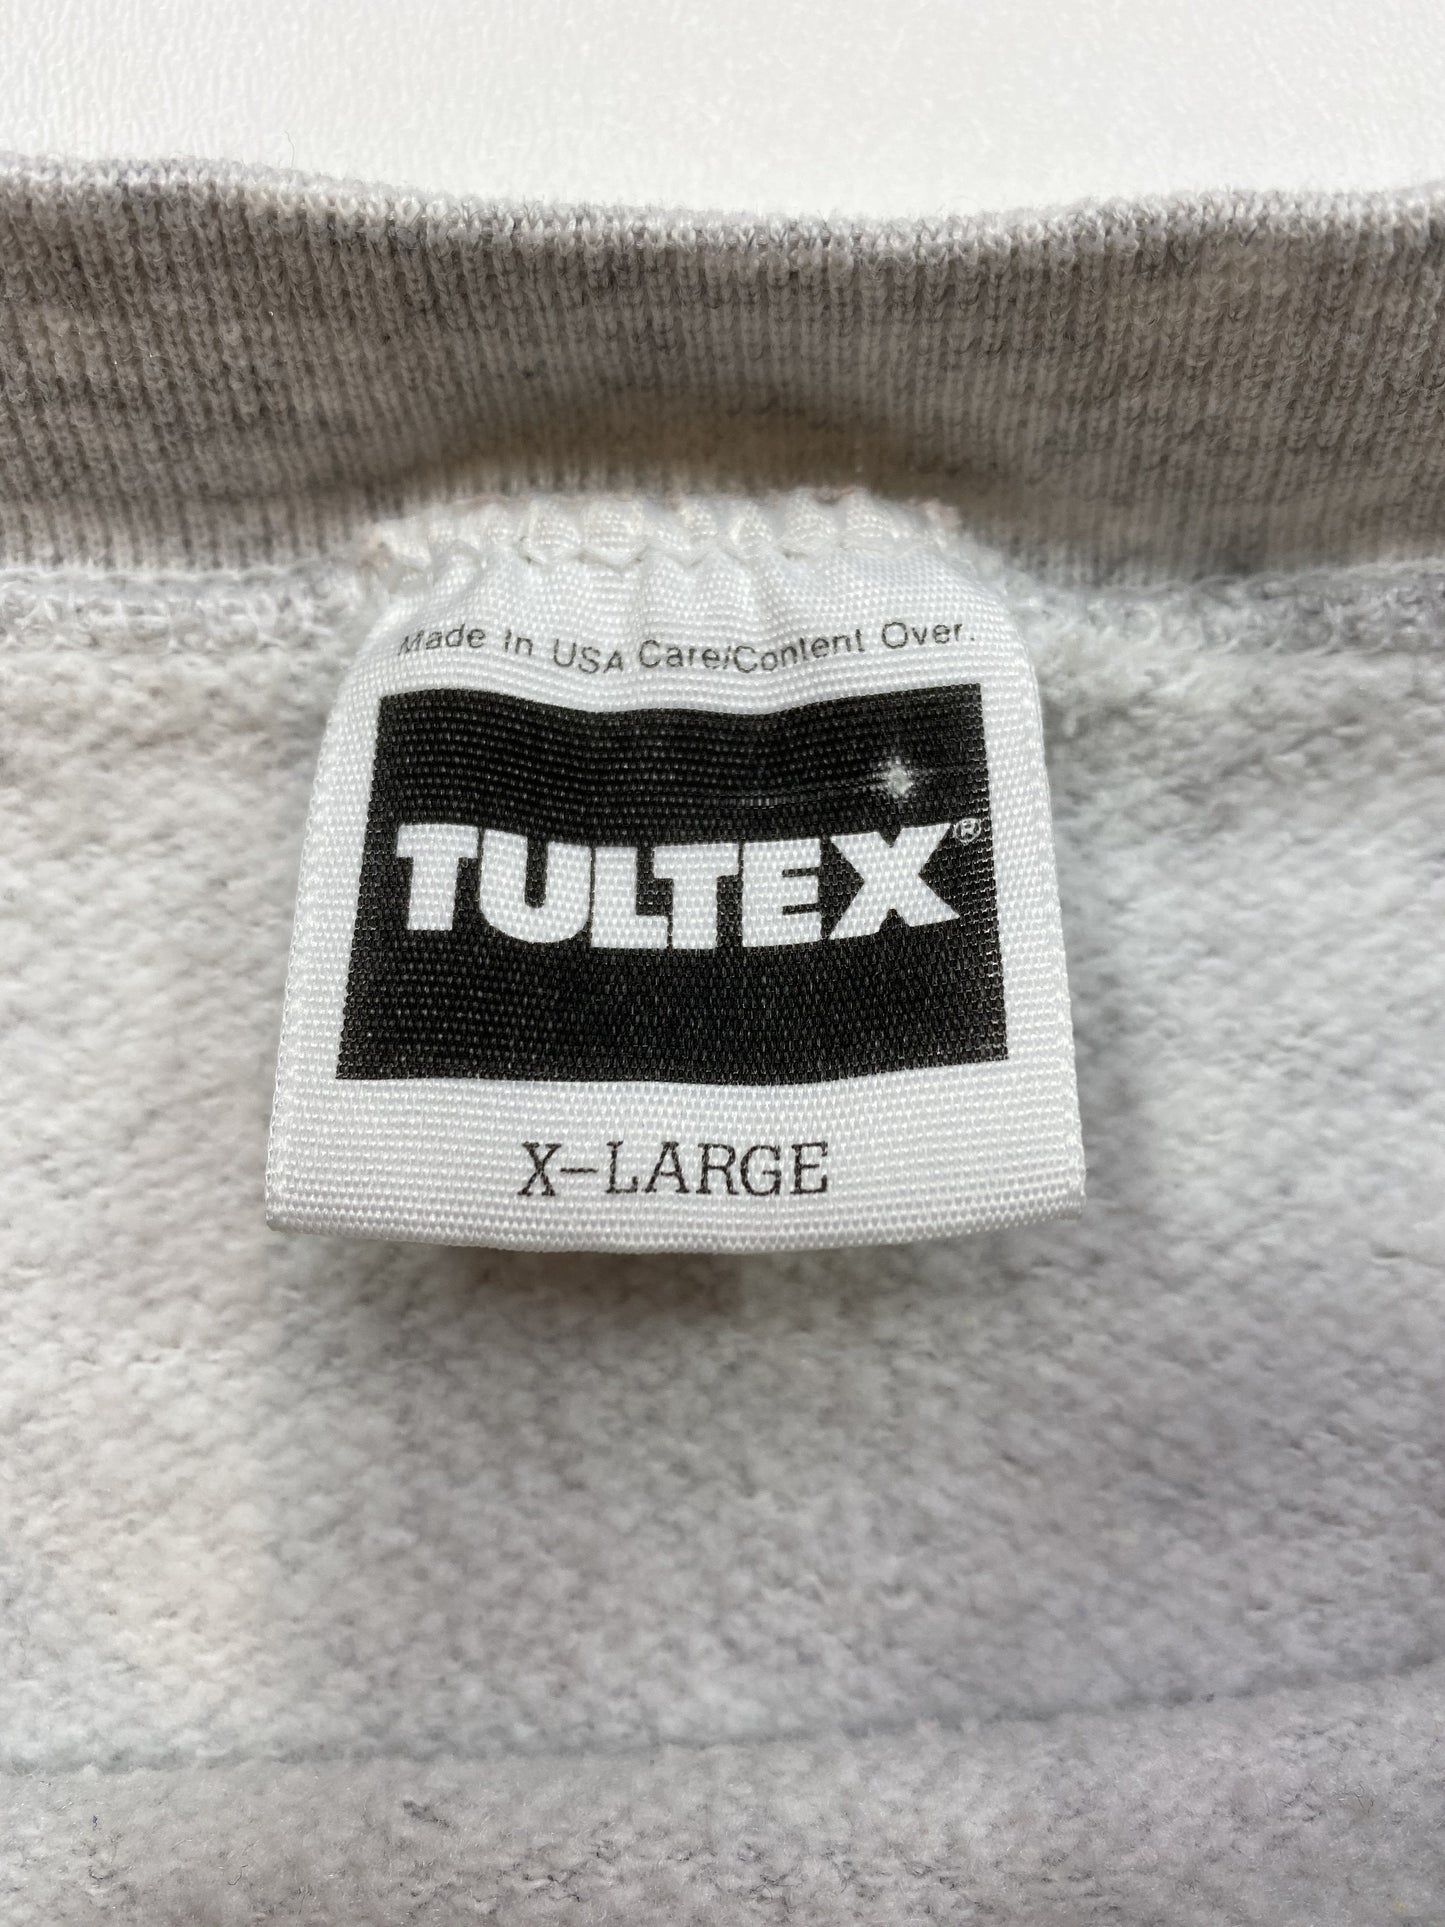 Made In USA Care/Content Over.
TULTEX®
X-LARGE